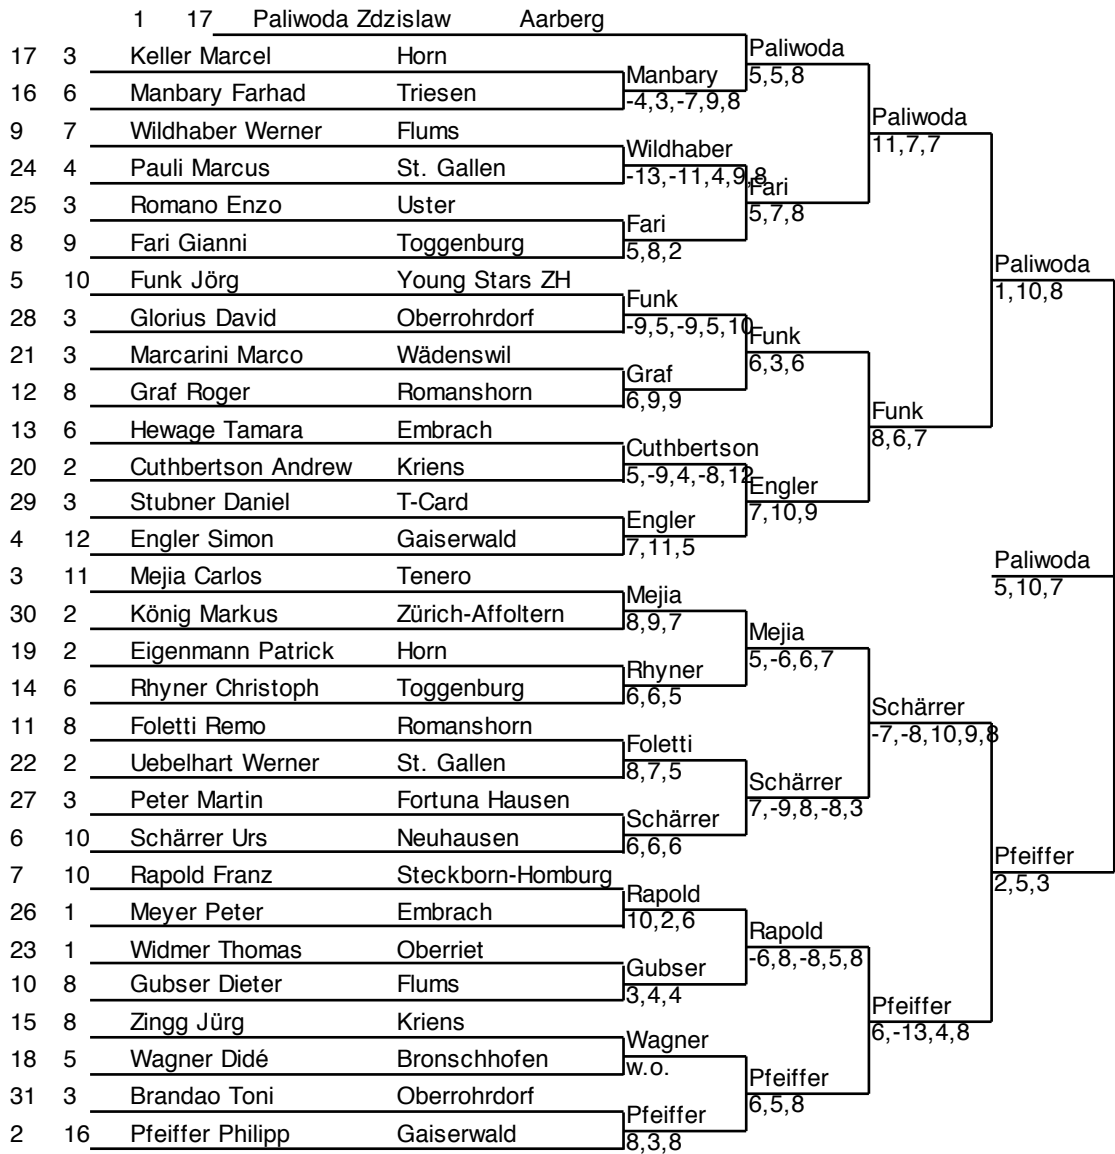 1 17 Paliwoda Zdzislaw Aarberg
Paliwoda
17 3 Keller Marcel Horn
5,5,8
Manbary
16 6 Manbary Farhad Triesen
-4,3,-7,9,8
Paliwoda
9 7 Wildhaber Werner Flums
11,7,7
Wildhaber
24 4 Pauli Marcus St. Gallen
-13,-11,4,9,8
Fari
25 3 Romano Enzo Uster
5,7,8
Fari
8 9 Fari Gianni Toggenburg
5,8,2
Paliwoda
5 10 Funk Jörg Young Stars ZH
1,10,8
Funk
28 3 Glorius David Oberrohrdorf
-9,5,-9,5,10
Funk
21 3 Marcarini Marco Wädenswil
6,3,6
Graf
12 8 Graf Roger Romanshorn
6,9,9
Funk
13 6 Hewage Tamara Embrach
8,6,7
Cuthbertson
20 2 Cuthbertson Andrew Kriens
5,-9,4,-8,12
Engler
29 3 Stubner Daniel T-Card
7,10,9
Engler
4 12 Engler Simon Gaiserwald
7,11,5
Paliwoda
3 11 Mejia Carlos Tenero
5,10,7
Mejia
30 2 König Markus Zürich-Affoltern
8,9,7
Mejia
19 2 Eigenmann Patrick Horn
5,-6,6,7
Rhyner
14 6 Rhyner Christoph Toggenburg
6,6,5
Schärrer
11 8 Foletti Remo Romanshorn
-7,-8,10,9,8
Foletti
22 2 Uebelhart Werner St. Gallen
8,7,5
Schärrer
27 3 Peter Martin Fortuna Hausen
7,-9,8,-8,3
Schärrer
6 10 Schärrer Urs Neuhausen
6,6,6
Pfeiffer
7 10 Rapold Franz Steckborn-Homburg
2,5,3
Rapold
26 1 Meyer Peter Embrach
10,2,6
Rapold
23 1 Widmer Thomas Oberriet
-6,8,-8,5,8
Gubser
10 8 Gubser Dieter Flums
3,4,4
Pfeiffer
15 8 Zingg Jürg Kriens
6,-13,4,8
Wagner
18 5 Wagner Didé Bronschhofen
w.o.
Pfeiffer
31 3 Brandao Toni Oberrohrdorf
6,5,8
Pfeiffer
2 16 Pfeiffer Philipp Gaiserwald
8,3,8